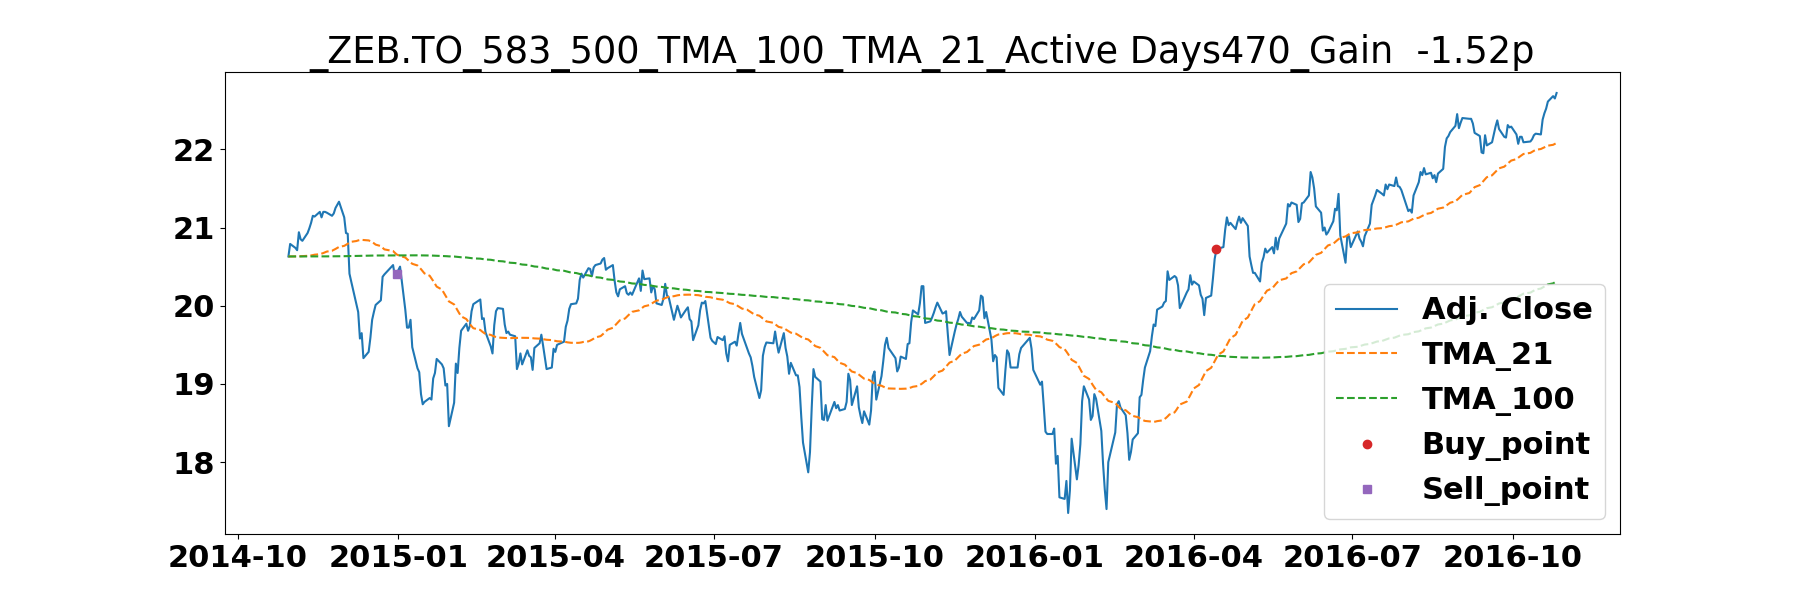 _ZEB.TO_583_500_TMA_100_TMA_21_Active Days470_Gain  -1.52p
22
21
20
19
18
2014-10 2015-01 2015-04 2015-07 2015-10 2016-01 2016-04 2016-07 2016-10
Adj. Close
TMA_21
TMA_100
Buy_point
Sell_point